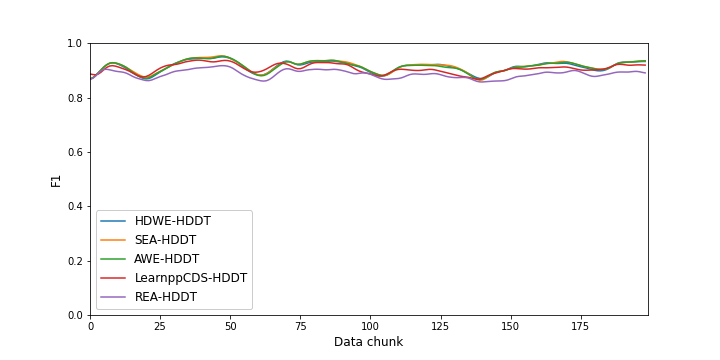 1.0
0.8
0.6
0.4
0.2
0.0
F1
HDWE-HDDT
SEA-HDDT
AWE-HDDT
LearnppCDS-HDDT
REA-HDDT
0 25 50 75 100 125 150 175
Data chunk